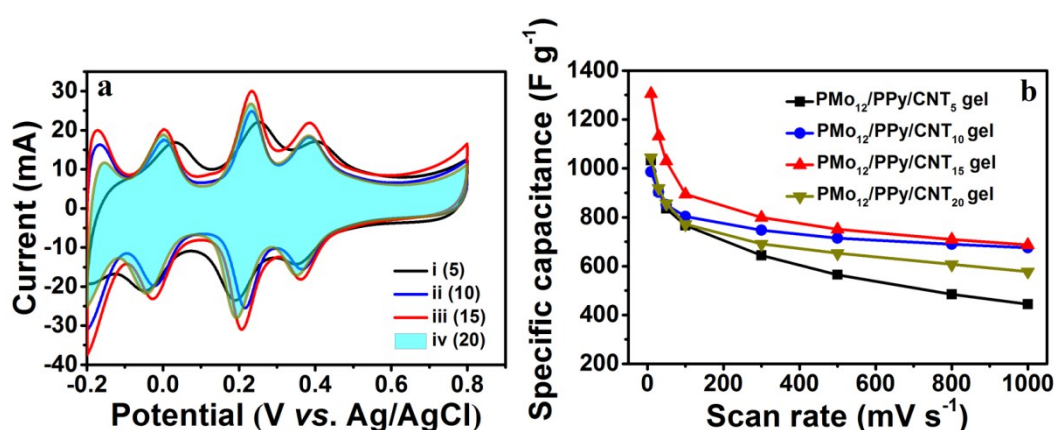 a
Current (mA)
30
20
10
0
-10
-20
-30
-40
i (5)
ii (10)
iii (15)
iv (20)
-0.2 0.0 0.2 0.4 0.6 0.8
Potential (V vs. Ag/AgCl)
b
Specific capacitance (F g⁻¹)
1400
1200
1000
800
600
400
200
PMo₁₂/PPy/CNT₅ gel
PMo₁₂/PPy/CNT₁₀ gel
PMo₁₂/PPy/CNT₁₅ gel
PMo₁₂/PPy/CNT₂₀ gel
0 200 400 600 800 1000
Scan rate (mV s⁻¹)